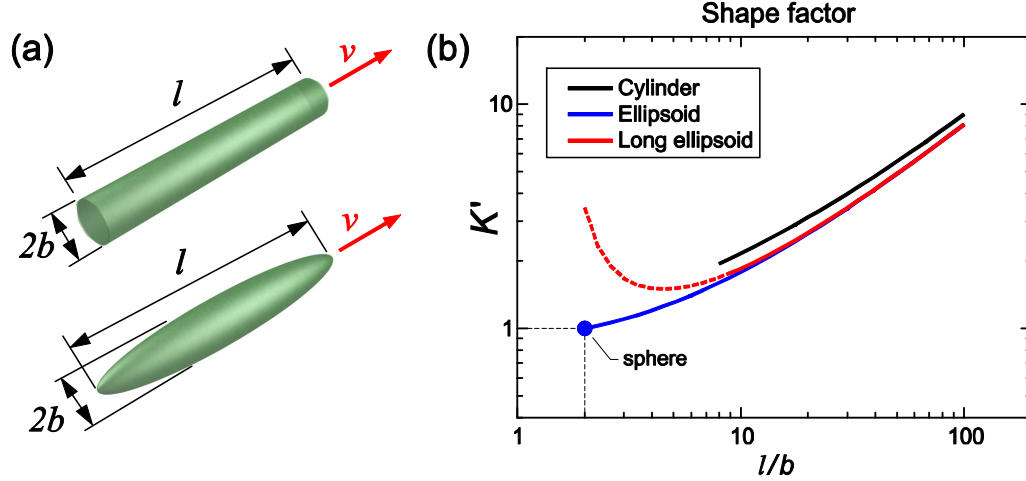 (a)
v
l
2b
v
l
2b
(b)
Shape factor
Cylinder
Ellipsoid
Long ellipsoid
10
K'
1
sphere
1
10
100
l/b